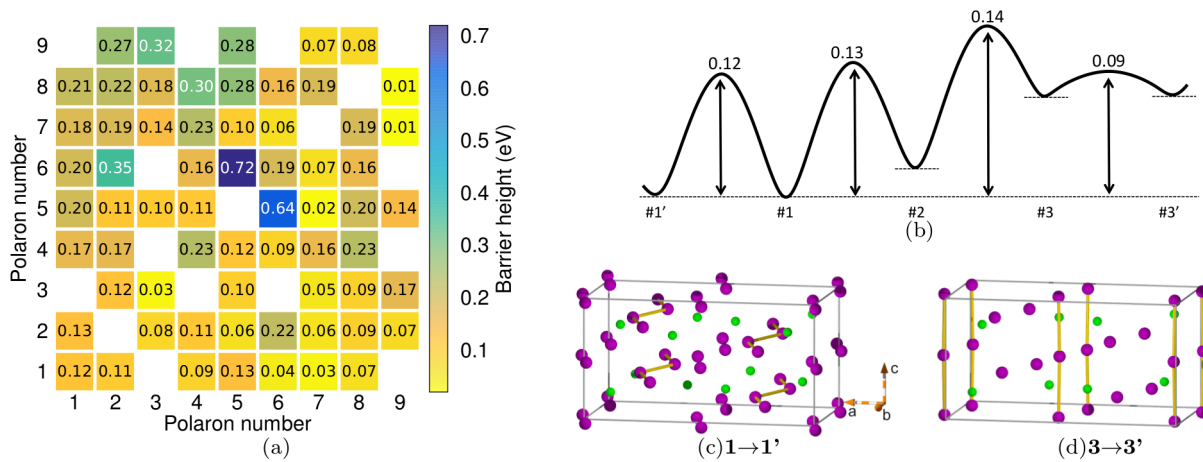 Polaron number
9 0.27 0.32 0.28 0.07 0.08
8 0.21 0.22 0.18 0.30 0.28 0.16 0.19 0.01
7 0.18 0.19 0.14 0.23 0.10 0.06 0.19 0.01
6 0.20 0.35 0.16 0.72 0.19 0.07 0.16
5 0.20 0.11 0.10 0.11 0.64 0.02 0.20 0.14
4 0.17 0.17 0.23 0.12 0.09 0.16 0.23
3 0.12 0.03 0.10 0.05 0.09 0.17
2 0.13 0.08 0.11 0.06 0.22 0.06 0.09 0.07
1 0.12 0.11 0.09 0.13 0.04 0.03 0.07
1 2 3 4 5 6 7 8 9
Polaron number
(a)
0.7
0.6
0.5
0.4
0.3
0.2
0.1
Barrier height (eV)
0.12
0.13
0.14
0.09
#1' #1 #2 #3 #3'
(b)
c
a
b
(c) 1→1'
(d) 3→3'